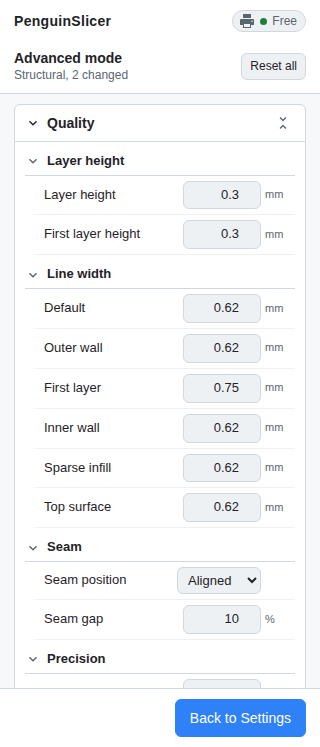 PenguinSlicer
Free
Advanced mode
Structural, 2 changed
Reset all
Quality
Layer height
Layer height 0.3 mm
First layer height 0.3 mm
Line width
Default 0.62 mm
Outer wall 0.62 mm
First layer 0.75 mm
Inner wall 0.62 mm
Sparse infill 0.62 mm
Top surface 0.62 mm
Seam
Seam position Aligned
Seam gap 10 %
Precision
Back to Settings